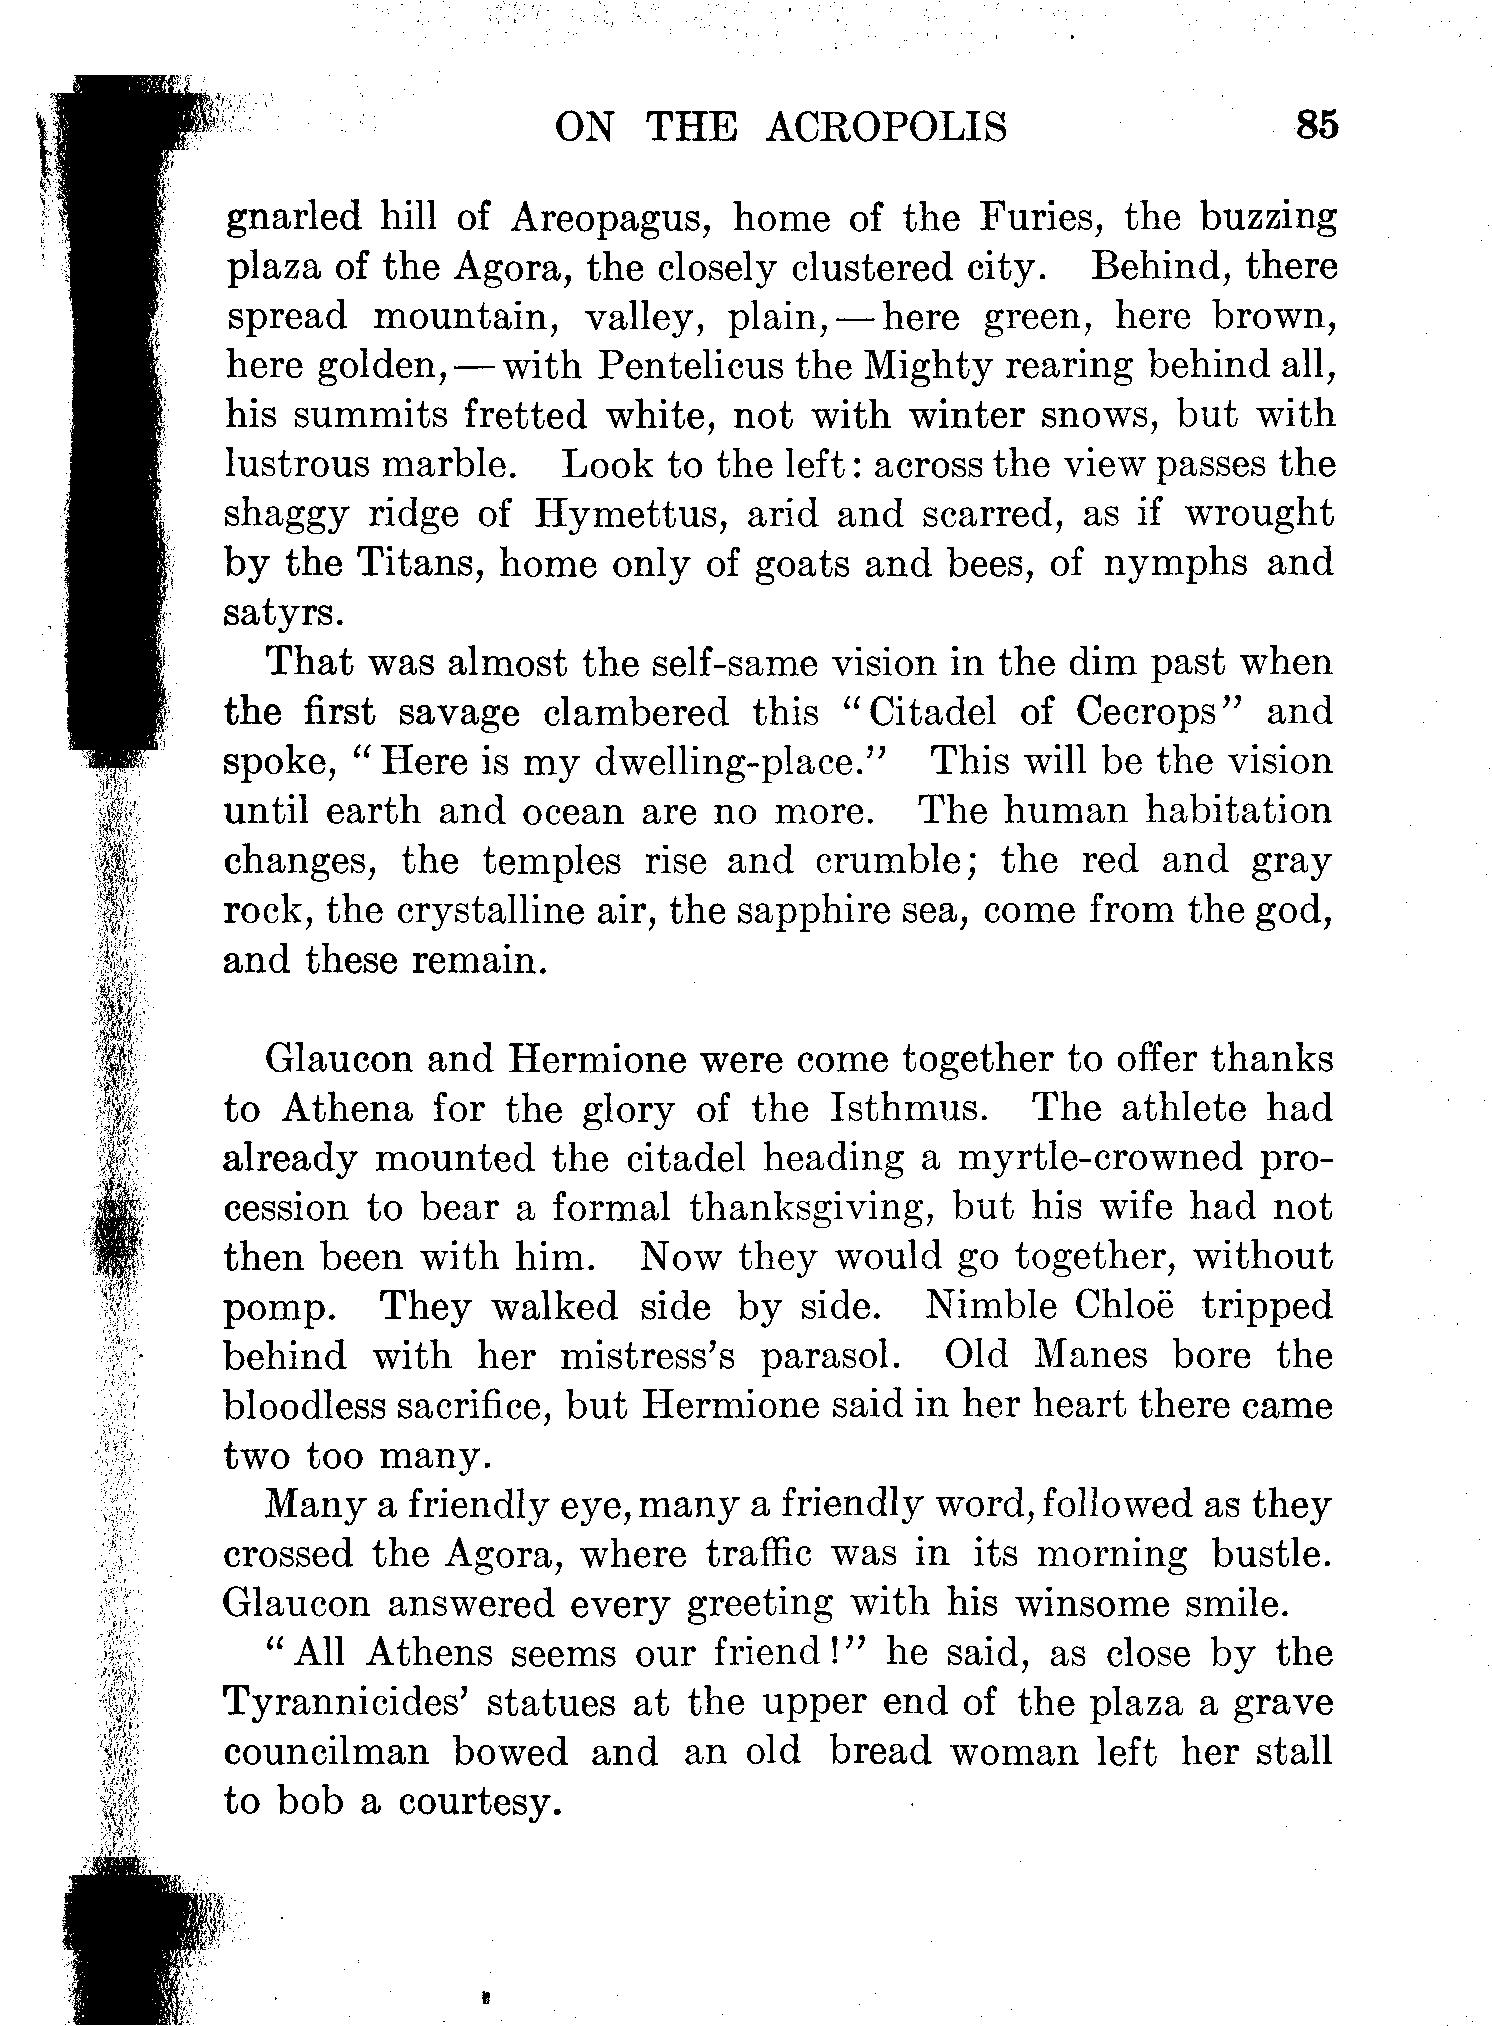 ON THE ACROPOLIS 85
gnarled hill of Areopagus, home of the Furies, the buzzing
plaza of the Agora, the closely clustered city. Behind, there
spread mountain, valley, plain,—here green, here brown,
here golden,—with Pentelicus the Mighty rearing behind all,
his summits fretted white, not with winter snows, but with
lustrous marble. Look to the left: across the view passes the
shaggy ridge of Hymettus, arid and scarred, as if wrought
by the Titans, home only of goats and bees, of nymphs and
satyrs.
That was almost the self-same vision in the dim past when
the first savage clambered this "Citadel of Cecrops" and
spoke, "Here is my dwelling-place." This will be the vision
until earth and ocean are no more. The human habitation
changes, the temples rise and crumble; the red and gray
rock, the crystalline air, the sapphire sea, come from the god,
and these remain.
Glaucon and Hermione were come together to offer thanks
to Athena for the glory of the Isthmus. The athlete had
already mounted the citadel heading a myrtle-crowned pro-
cession to bear a formal thanksgiving, but his wife had not
then been with him. Now they would go together, without
pomp. They walked side by side. Nimble Chloë tripped
behind with her mistress's parasol. Old Manes bore the
bloodless sacrifice, but Hermione said in her heart there came
two too many.
Many a friendly eye, many a friendly word, followed as they
crossed the Agora, where traffic was in its morning bustle.
Glaucon answered every greeting with his winsome smile.
"All Athens seems our friend!" he said, as close by the
Tyrannicides' statues at the upper end of the plaza a grave
councilman bowed and an old bread woman left her stall
to bob a courtesy.